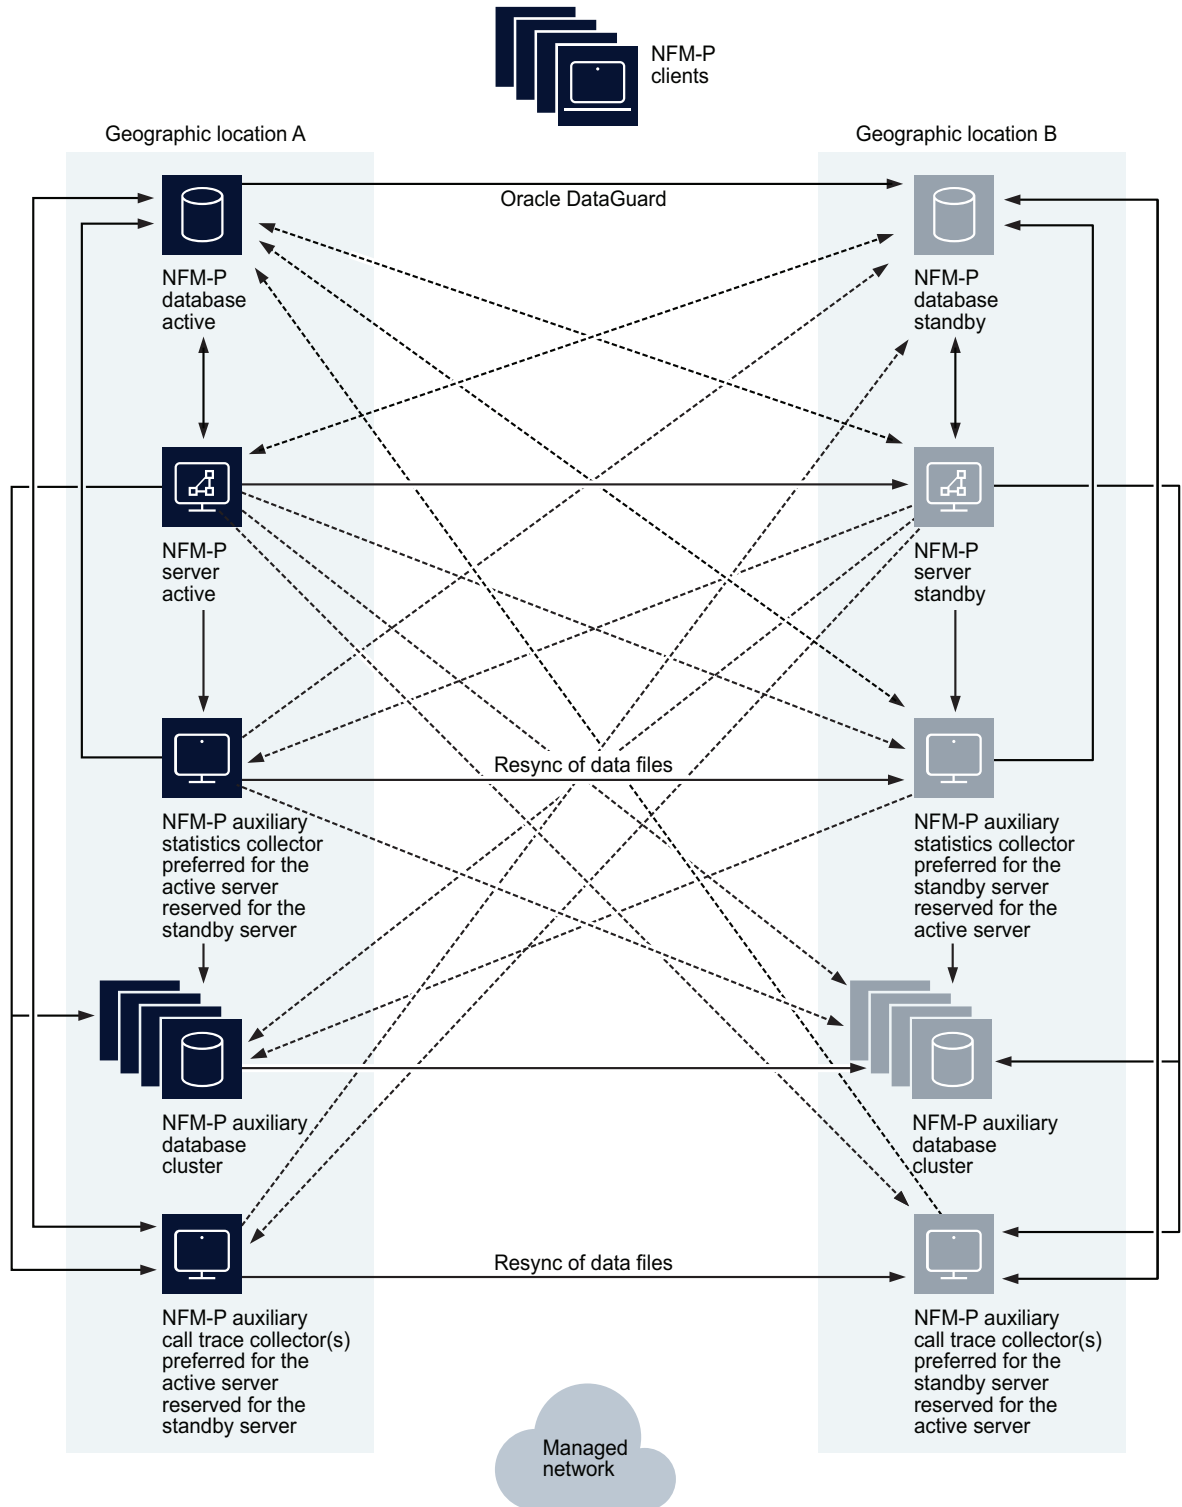 NFM-P
clients
Geographic location A
Geographic location B
Oracle DataGuard
NFM-P
database
active
NFM-P
database
standby
NFM-P
server
active
NFM-P
server
standby
Resync of data files
NFM-P auxiliary
statistics collector
preferred for the
active server
reserved for the
standby server
NFM-P auxiliary
statistics collector
preferred for the
standby server
reserved for the
active server
NFM-P auxiliary
database
cluster
NFM-P auxiliary
database
cluster
Resync of data files
NFM-P auxiliary
call trace collector(s)
preferred for the
active server
reserved for the
standby server
NFM-P auxiliary
call trace collector(s)
preferred for the
standby server
reserved for the
active server
Managed
network